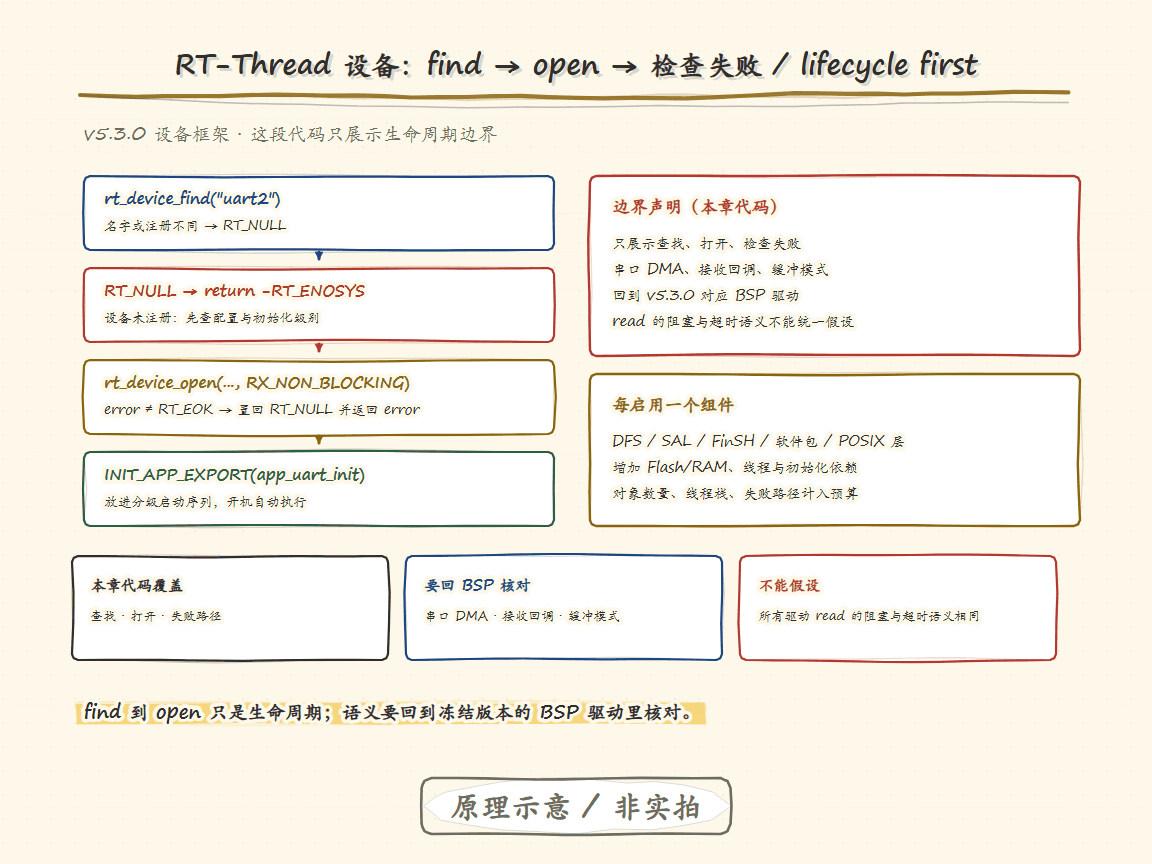 RT-Thread 设备：find → open → 检查失败 / lifecycle first
v5.3.0 设备框架 · 这段代码只展示生命周期边界
rt_device_find("uart2")
名字或注册不同 → RT_NULL
RT_NULL → return -RT_ENOSYS
设备未注册：先查配置与初始化级别
rt_device_open(..., RX_NON_BLOCKING)
error ≠ RT_EOK → 置回 RT_NULL 并返回 error
INIT_APP_EXPORT(app_uart_init)
放进分级启动序列，开机自动执行
边界声明（本章代码）
只展示查找、打开、检查失败
串口 DMA、接收回调、缓冲模式
回到 v5.3.0 对应 BSP 驱动
read 的阻塞与超时语义不能统一假设
每启用一个组件
DFS / SAL / FinSH / 软件包 / POSIX 层
增加 Flash/RAM、线程与初始化依赖
对象数量、线程栈、失败路径计入预算
本章代码覆盖
查找 · 打开 · 失败路径
要回 BSP 核对
串口 DMA · 接收回调 · 缓冲模式
不能假设
所有驱动 read 的阻塞与超时语义相同
find 到 open 只是生命周期；语义要回到冻结版本的 BSP 驱动里核对。
原理示意 / 非实拍